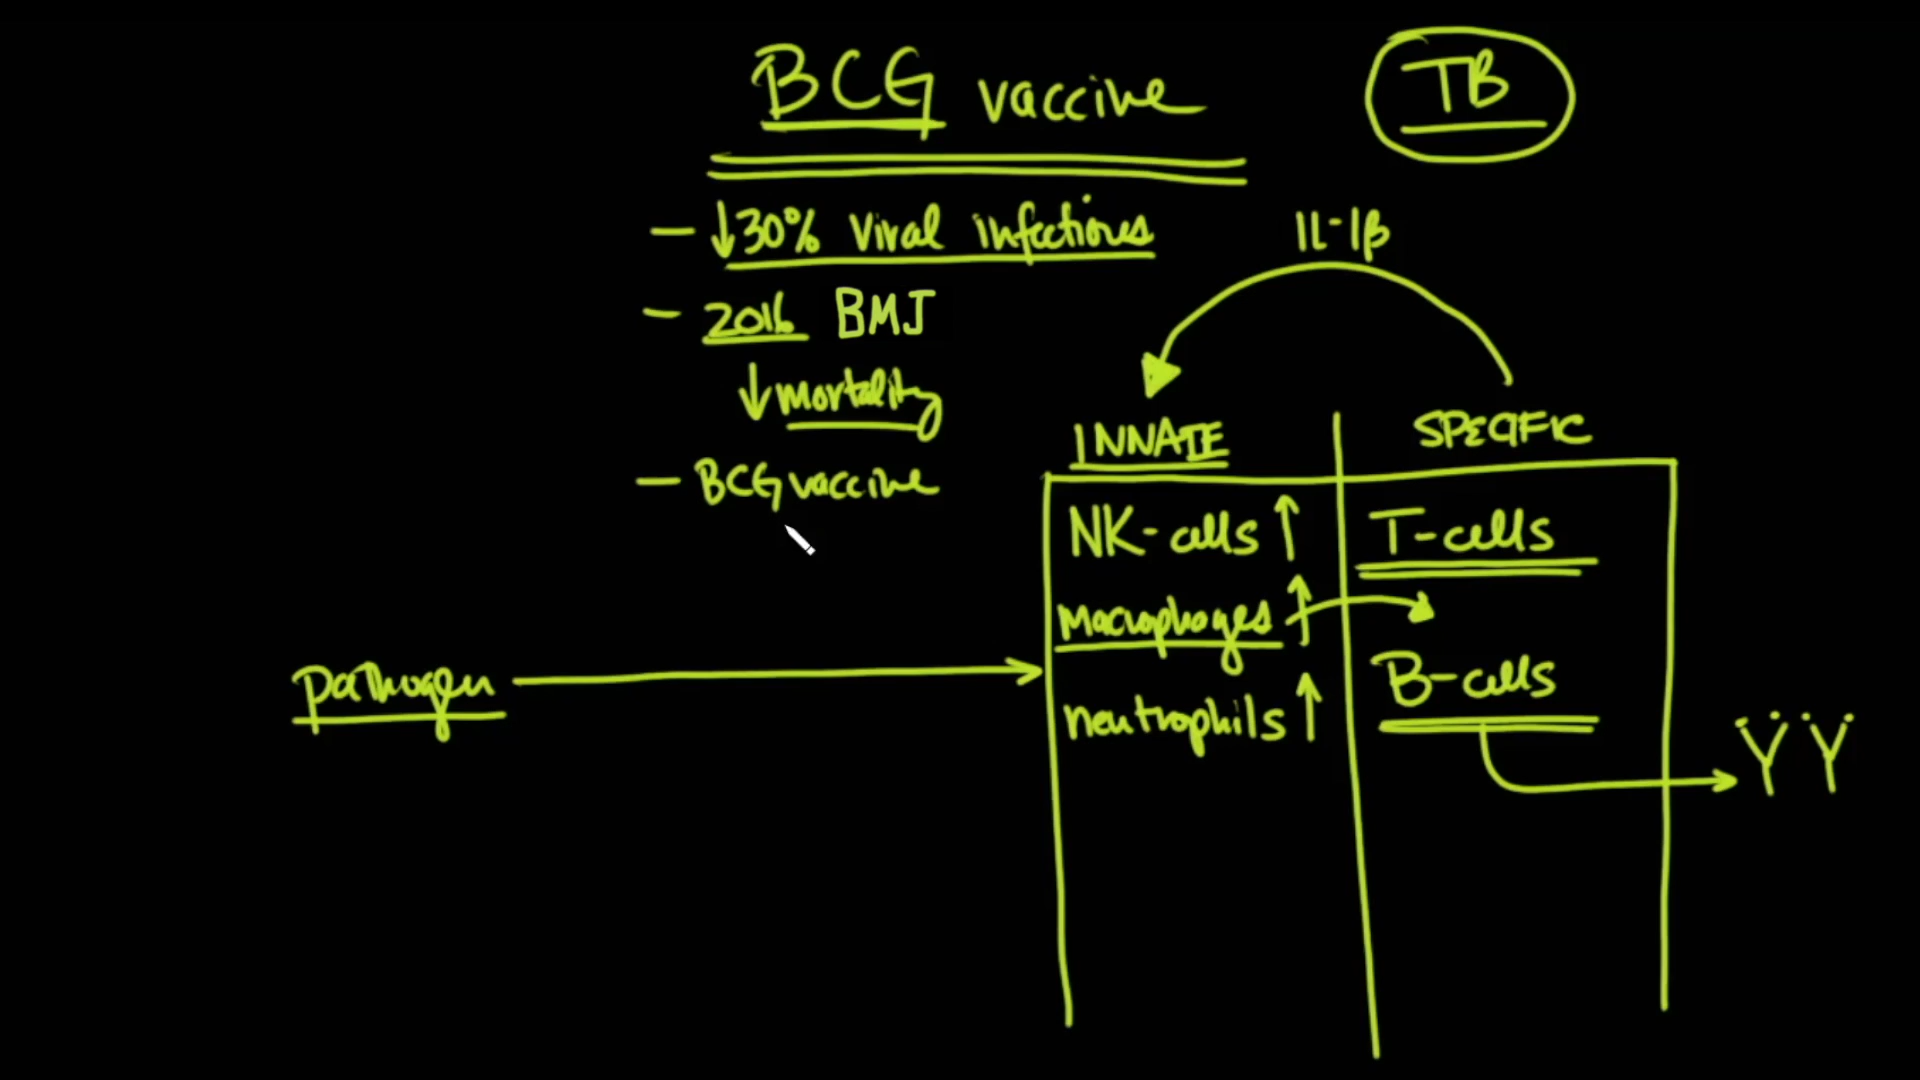 BCG vaccine
TB
- ↓30% Viral infections
- 2016 BMJ
↓ mortality
- BCG vaccine
IL-1β
INNATE
SPECIFIC
NK-cells ↑
T-cells
macrophages ↑
B-cells
neutrophils ↑
pathogen